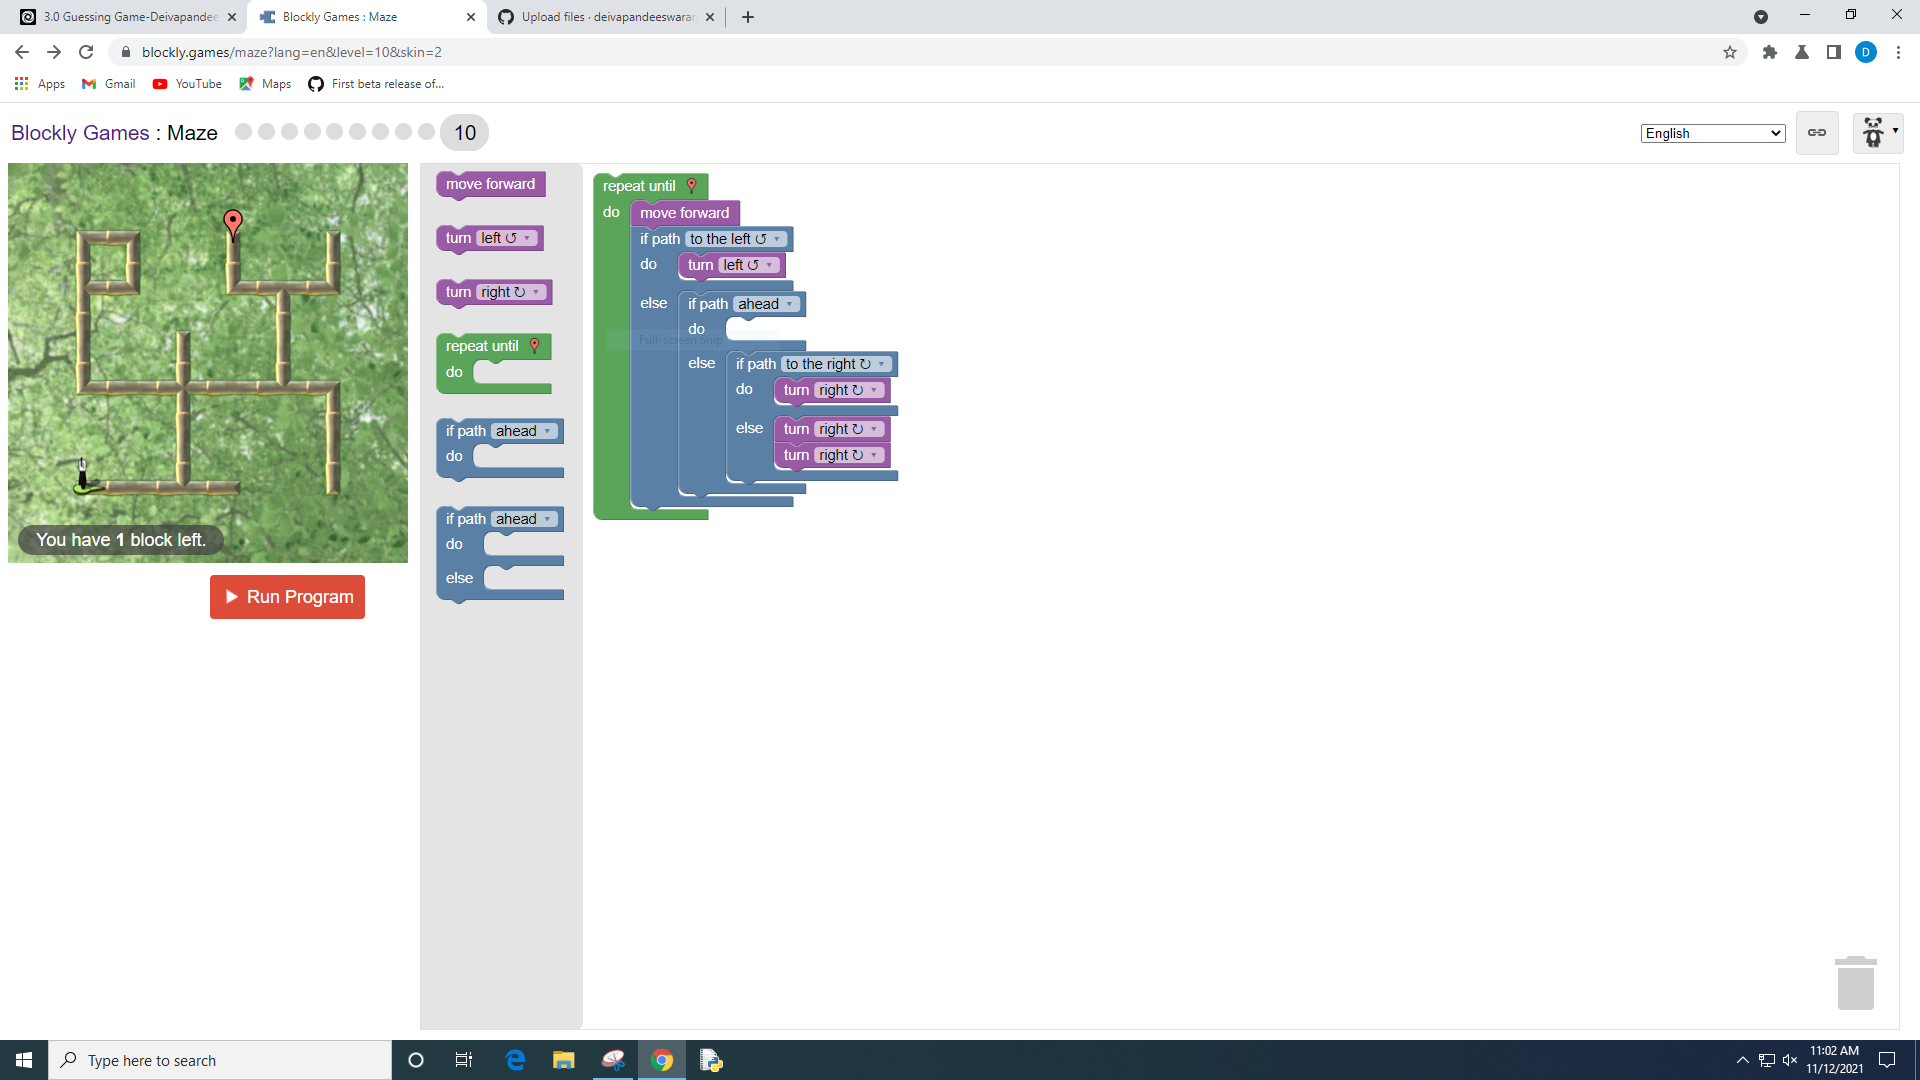 3.0 Guessing Game-Deivapandee
Blockly Games : Maze
Upload files · deivapandeeswaran
blockly.games/maze?lang=en&level=10&skin=2
D
Apps
Gmail
YouTube
Maps
First beta release of...
Blockly Games : Maze
10
English
You have 1 block left.
Run Program
move forward
turn left ↺
turn right ↻
repeat until
do
if path ahead
do
if path ahead
do
else
repeat until
do
move forward
if path to the left ↺
do
turn left ↺
else
if path ahead
do
Full-screen Snip
else
if path to the right ↻
do
turn right ↻
else
turn right ↻
turn right ↻
Type here to search
11:02 AM
11/12/2021